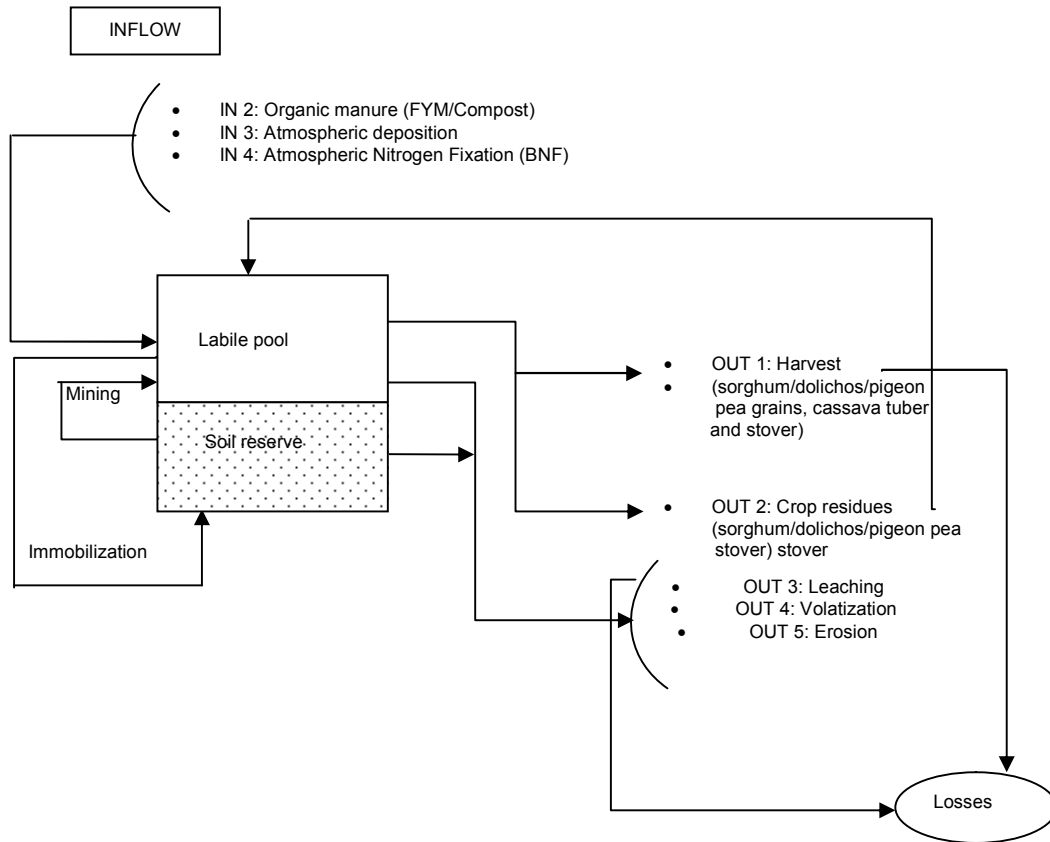 INFLOW
• IN 2: Organic manure (FYM/Compost)
• IN 3: Atmospheric deposition
• IN 4: Atmospheric Nitrogen Fixation (BNF)
Labile pool
Mining
Soil reserve
Immobilization
• OUT 1: Harvest
• (sorghum/dolichos/pigeon
pea grains, cassava tuber
and stover)
• OUT 2: Crop residues
(sorghum/dolichos/pigeon pea
stover) stover
• OUT 3: Leaching
• OUT 4: Volatization
• OUT 5: Erosion
Losses